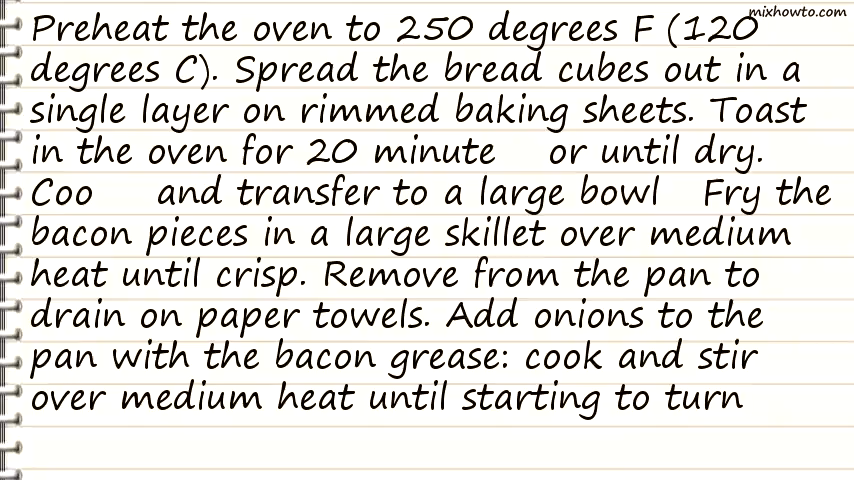 mixhowto.com
Preheat the oven to 250 degrees F (120
degrees C). Spread the bread cubes out in a
single layer on rimmed baking sheets. Toast
in the oven for 20 minute or until dry.
Coo and transfer to a large bowl Fry the
bacon pieces in a large skillet over medium
heat until crisp. Remove from the pan to
drain on paper towels. Add onions to the
pan with the bacon grease: cook and stir
over medium heat until starting to turn